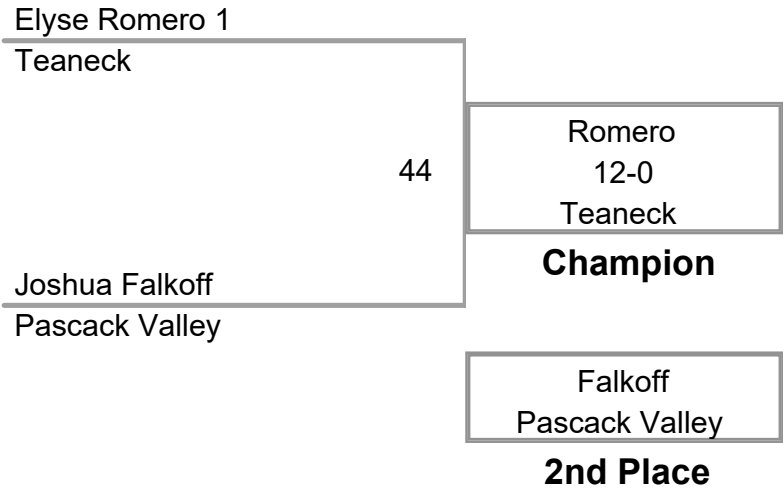 Elyse Romero 1
Teaneck
44
Romero
12-0
Teaneck
Champion
Joshua Falkoff
Pascack Valley
Falkoff
Pascack Valley
2nd Place